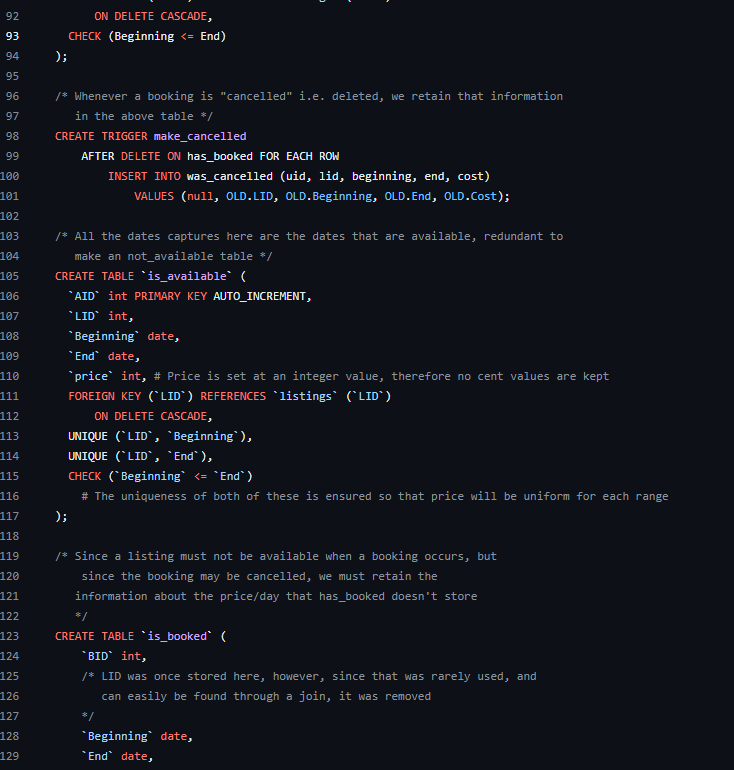 92 ON DELETE CASCADE,
93 CHECK (Beginning <= End)
94 );
95
96 /* Whenever a booking is "cancelled" i.e. deleted, we retain that information
97 in the above table */
98 CREATE TRIGGER make_cancelled
99 AFTER DELETE ON has_booked FOR EACH ROW
100 INSERT INTO was_cancelled (uid, lid, beginning, end, cost)
101 VALUES (null, OLD.LID, OLD.Beginning, OLD.End, OLD.Cost);
102
103 /* All the dates captures here are the dates that are available, redundant to
104 make an not_available table */
105 CREATE TABLE `is_available` (
106 `AID` int PRIMARY KEY AUTO_INCREMENT,
107 `LID` int,
108 `Beginning` date,
109 `End` date,
110 `price` int, # Price is set at an integer value, therefore no cent values are kept
111 FOREIGN KEY (`LID`) REFERENCES `listings` (`LID`)
112 ON DELETE CASCADE,
113 UNIQUE (`LID`, `Beginning`),
114 UNIQUE (`LID`, `End`),
115 CHECK (`Beginning` <= `End`)
116 # The uniqueness of both of these is ensured so that price will be uniform for each range
117 );
118
119 /* Since a listing must not be available when a booking occurs, but
120 since the booking may be cancelled, we must retain the
121 information about the price/day that has_booked doesn't store
122 */
123 CREATE TABLE `is_booked` (
124 `BID` int,
125 /* LID was once stored here, however, since that was rarely used, and
126 can easily be found through a join, it was removed
127 */
128 `Beginning` date,
129 `End` date,